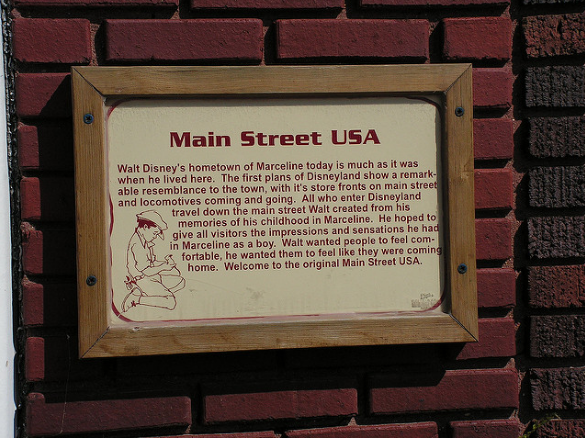 Main Street USA
Walt Disney's hometown of Marceline today is much as it was
when he lived here. The first plans of Disneyland show a remark-
able resemblance to the town, with it's store fronts on main street
and locomotives coming and going. All who enter Disneyland
travel down the main street Walt created from his
memories of his childhood in Marceline. He hoped to
give all visitors the impressions and sensations he had
in Marceline as a boy. Walt wanted people to feel com-
fortable, he wanted them to feel like they were coming
home. Welcome to the original Main Street USA.